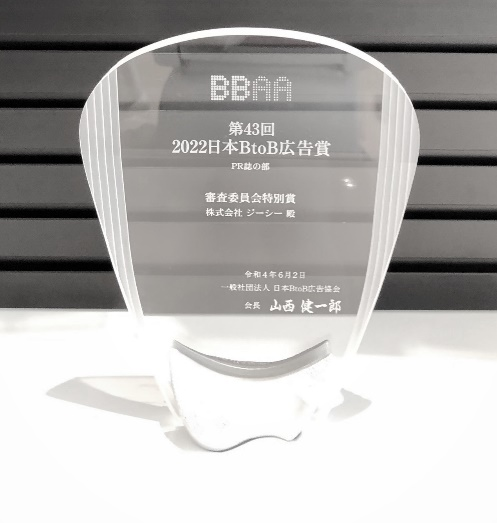 BBAA
第43回
2022日本BtoB広告賞
PR誌の部
審査委員会特別賞
株式会社 ジーシー 殿
令和4年6月2日
一般社団法人 日本BtoB広告協会
会長 山西 健一郎